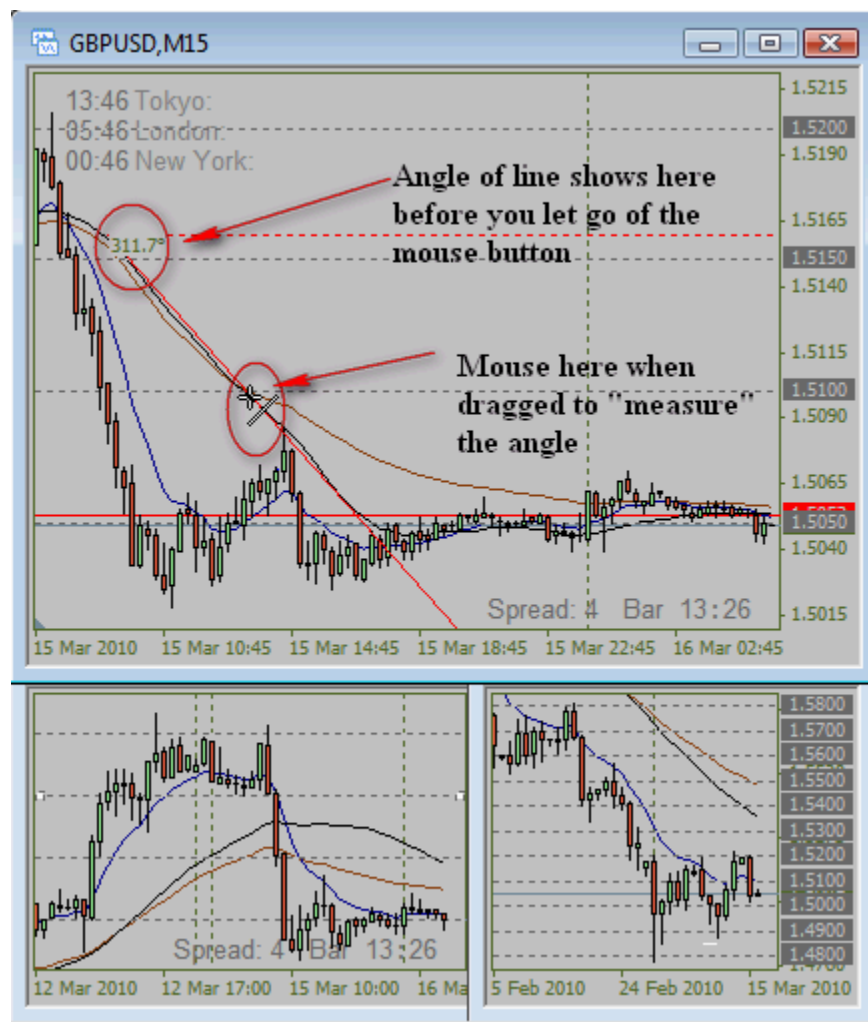 GBPUSD,M15
13:46 Tokyo:
05:46 London:
00:46 New York:
Angle of line shows here
before you let go of the
mouse button
311.7°
Mouse here when
dragged to "measure"
the angle
1.5215
1.5200
1.5190
1.5165
1.5150
1.5140
1.5115
1.5100
1.5090
1.5065
1.5050
1.5040
1.5015
Spread: 4 Bar 13:26
15 Mar 2010 15 Mar 10:45 15 Mar 14:45 15 Mar 18:45 15 Mar 22:45 16 Mar 02:45
Spread: 4 Bar 13:26
12 Mar 2010 12 Mar 17:00 15 Mar 10:00 16 Ma
1.5800
1.5700
1.5600
1.5500
1.5400
1.5300
1.5200
1.5100
1.5000
1.4900
1.4800
5 Feb 2010 24 Feb 2010 15 Mar 2010